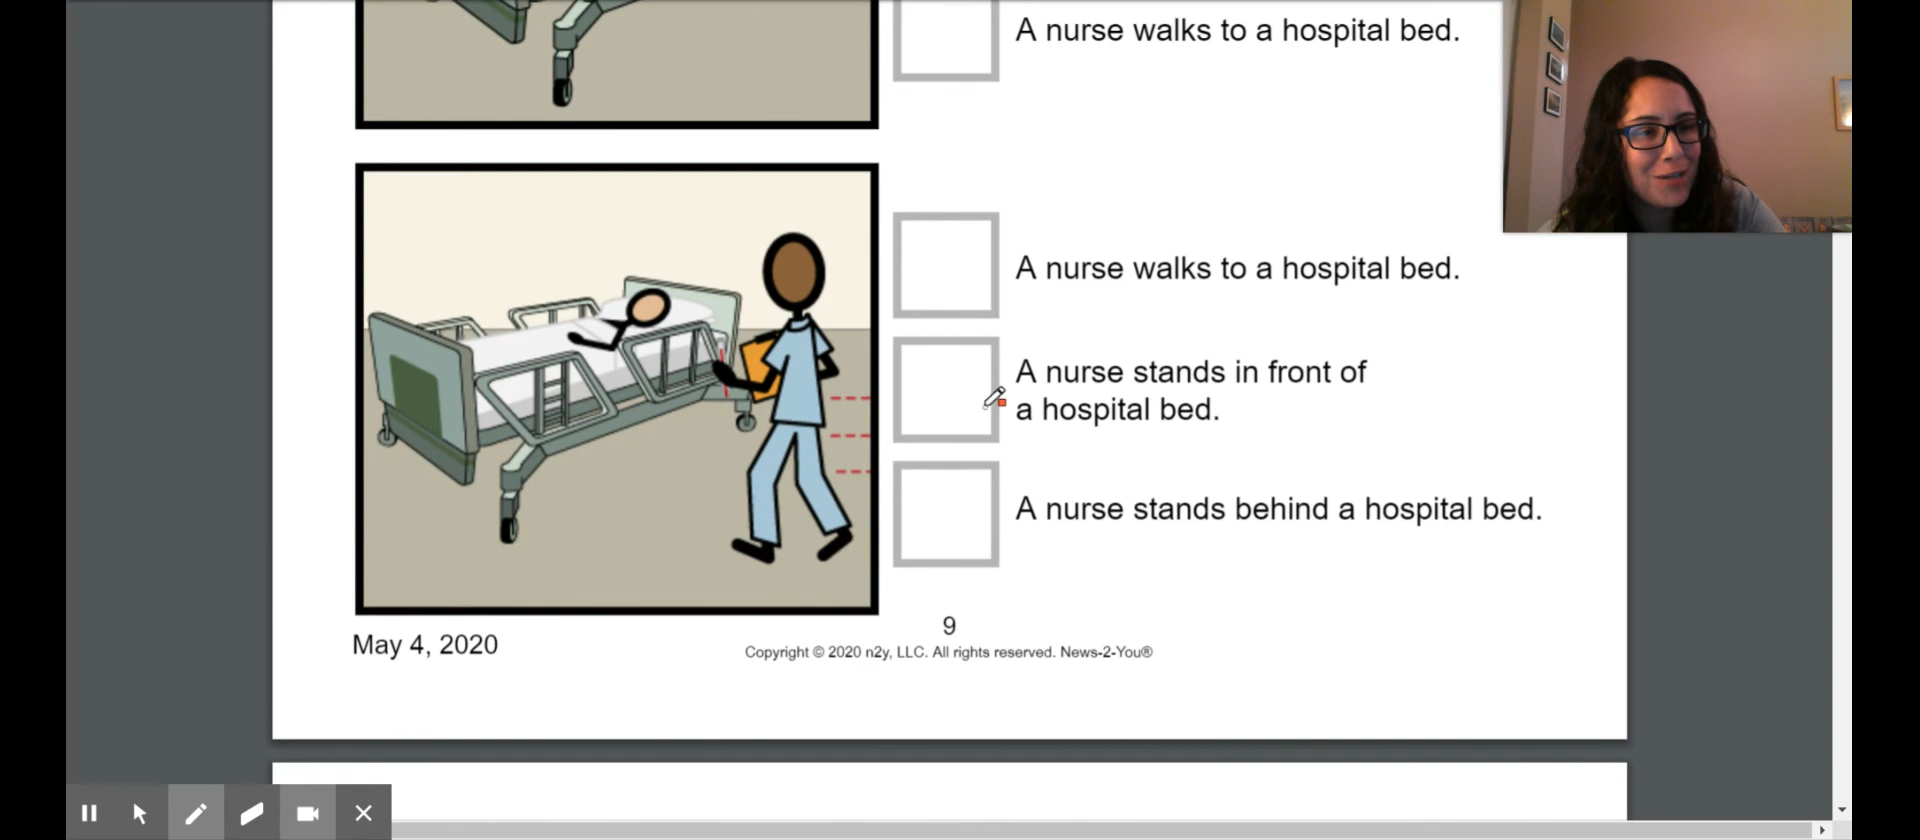 A nurse walks to a hospital bed.
A nurse walks to a hospital bed.
A nurse stands in front of
a hospital bed.
A nurse stands behind a hospital bed.
9
May 4, 2020
Copyright © 2020 n2y, LLC. All rights reserved. News-2-You®